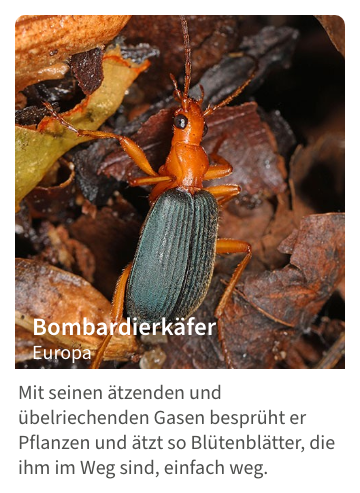 Bombardierkäfer
Europa
Mit seinen ätzenden und
übelriechenden Gasen besprüht er
Pflanzen und ätzt so Blütenblätter, die
ihm im Weg sind, einfach weg.